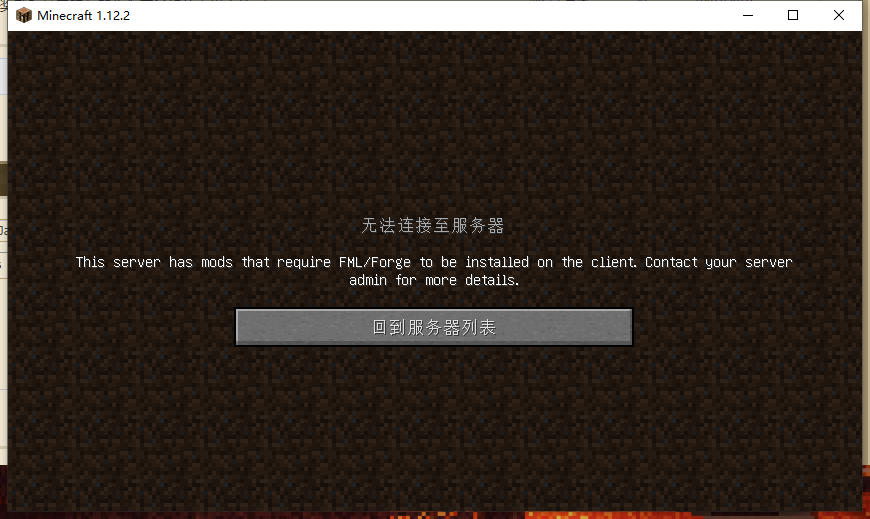 Minecraft 1.12.2
无法连接至服务器
This server has mods that require FML/Forge to be installed on the client. Contact your server
admin for more details.
回到服务器列表